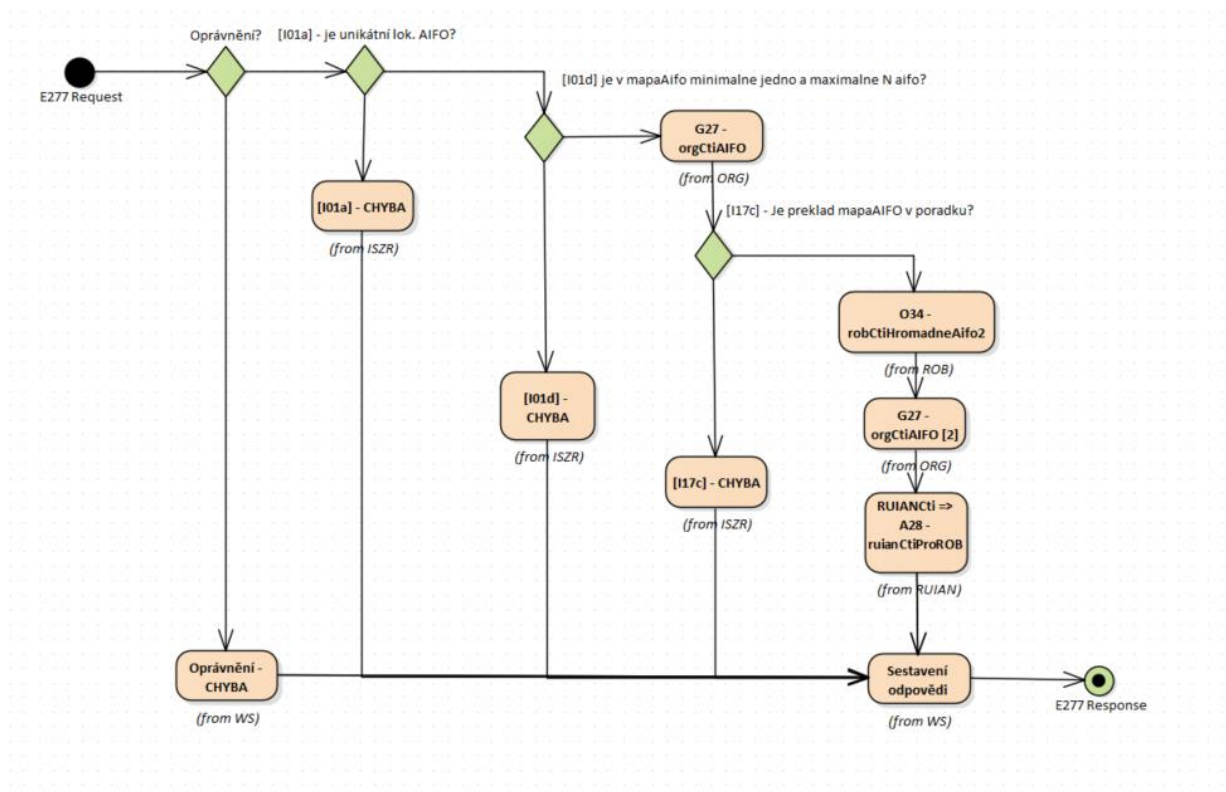 Oprávnění?
[I01a] - je unikátní lok. AIFO?
E277 Request
[I01d] je v mapaAifo minimalne jedno a maximalne N aifo?
G27 -
orgCtiAIFO
(from ORG)
[I01a] - CHYBA
(from ISZR)
[I17c] - Je preklad mapaAIFO v poradku?
O34 -
robCtiHromadneAifo2
(from ROB)
[I01d] -
CHYBA
(from ISZR)
G27 -
orgCtiAIFO [2]
(from ORG)
[I17c] - CHYBA
(from ISZR)
RUIANCti =>
A28 -
ruianCtiProROB
(from RUIAN)
Oprávnění -
CHYBA
(from WS)
Sestavení
odpovědi
(from WS)
E277 Response